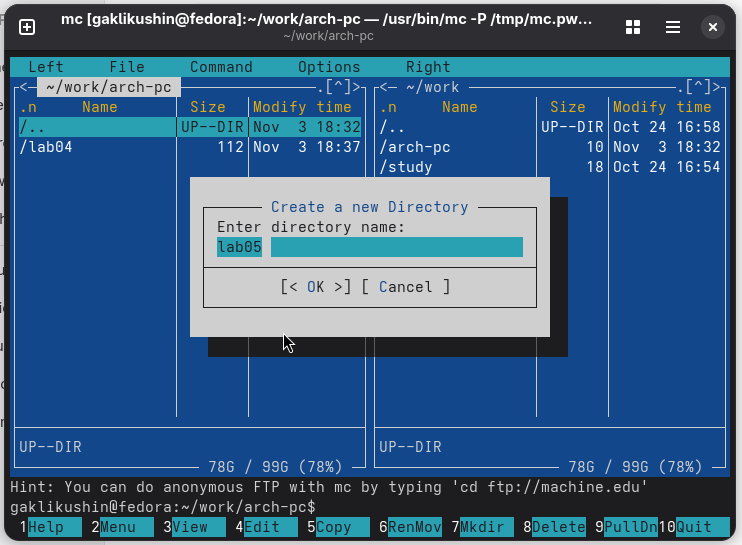 mc [gaklikushin@fedora]:~/work/arch-pc — /usr/bin/mc -P /tmp/mc.pw...
~/work/arch-pc
Left File Command Options Right
<— ~/work/arch-pc —.[^]>
.n Name Size Modify time
/.. UP--DIR Nov 3 18:32
/lab04 112 Nov 3 18:37
UP--DIR
78G / 99G (78%)
<— ~/work —.[^]>
.n Name Size Modify time
/.. UP--DIR Oct 24 16:58
/arch-pc 10 Nov 3 18:32
/study 18 Oct 24 16:54
UP--DIR
78G / 99G (78%)
Create a new Directory
Enter directory name:
lab05
[< OK >] [ Cancel ]
Hint: You can do anonymous FTP with mc by typing 'cd ftp://machine.edu'
gaklikushin@fedora:~/work/arch-pc$
1Help 2Menu 3View 4Edit 5Copy 6RenMov 7Mkdir 8Delete 9PullDn 10Quit